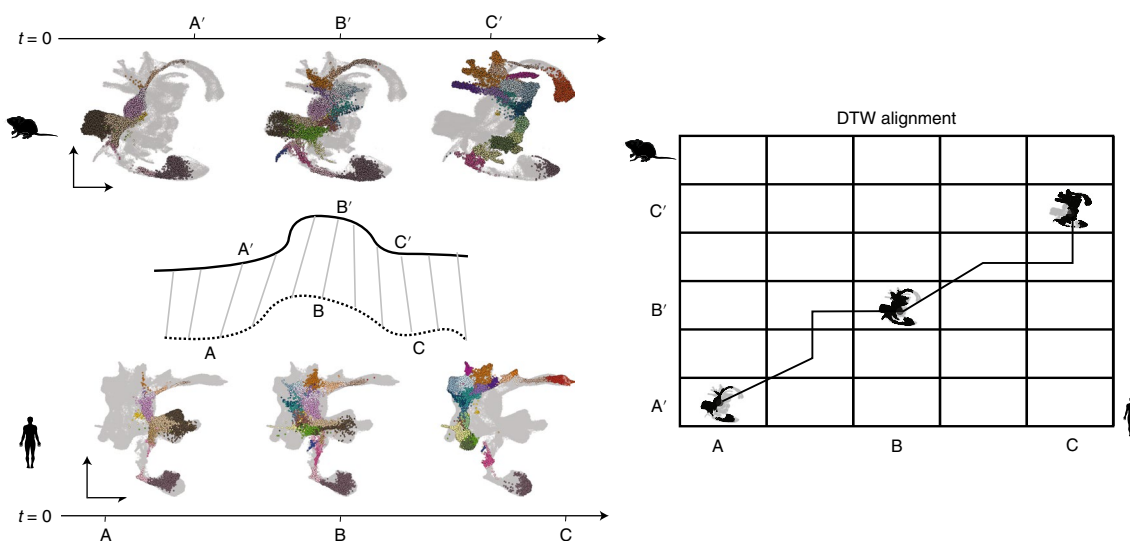 A′ B′ C′
t = 0
B′
A′ C′
B
A C
t = 0
A B C
DTW alignment
C′
B′
A′
A B C